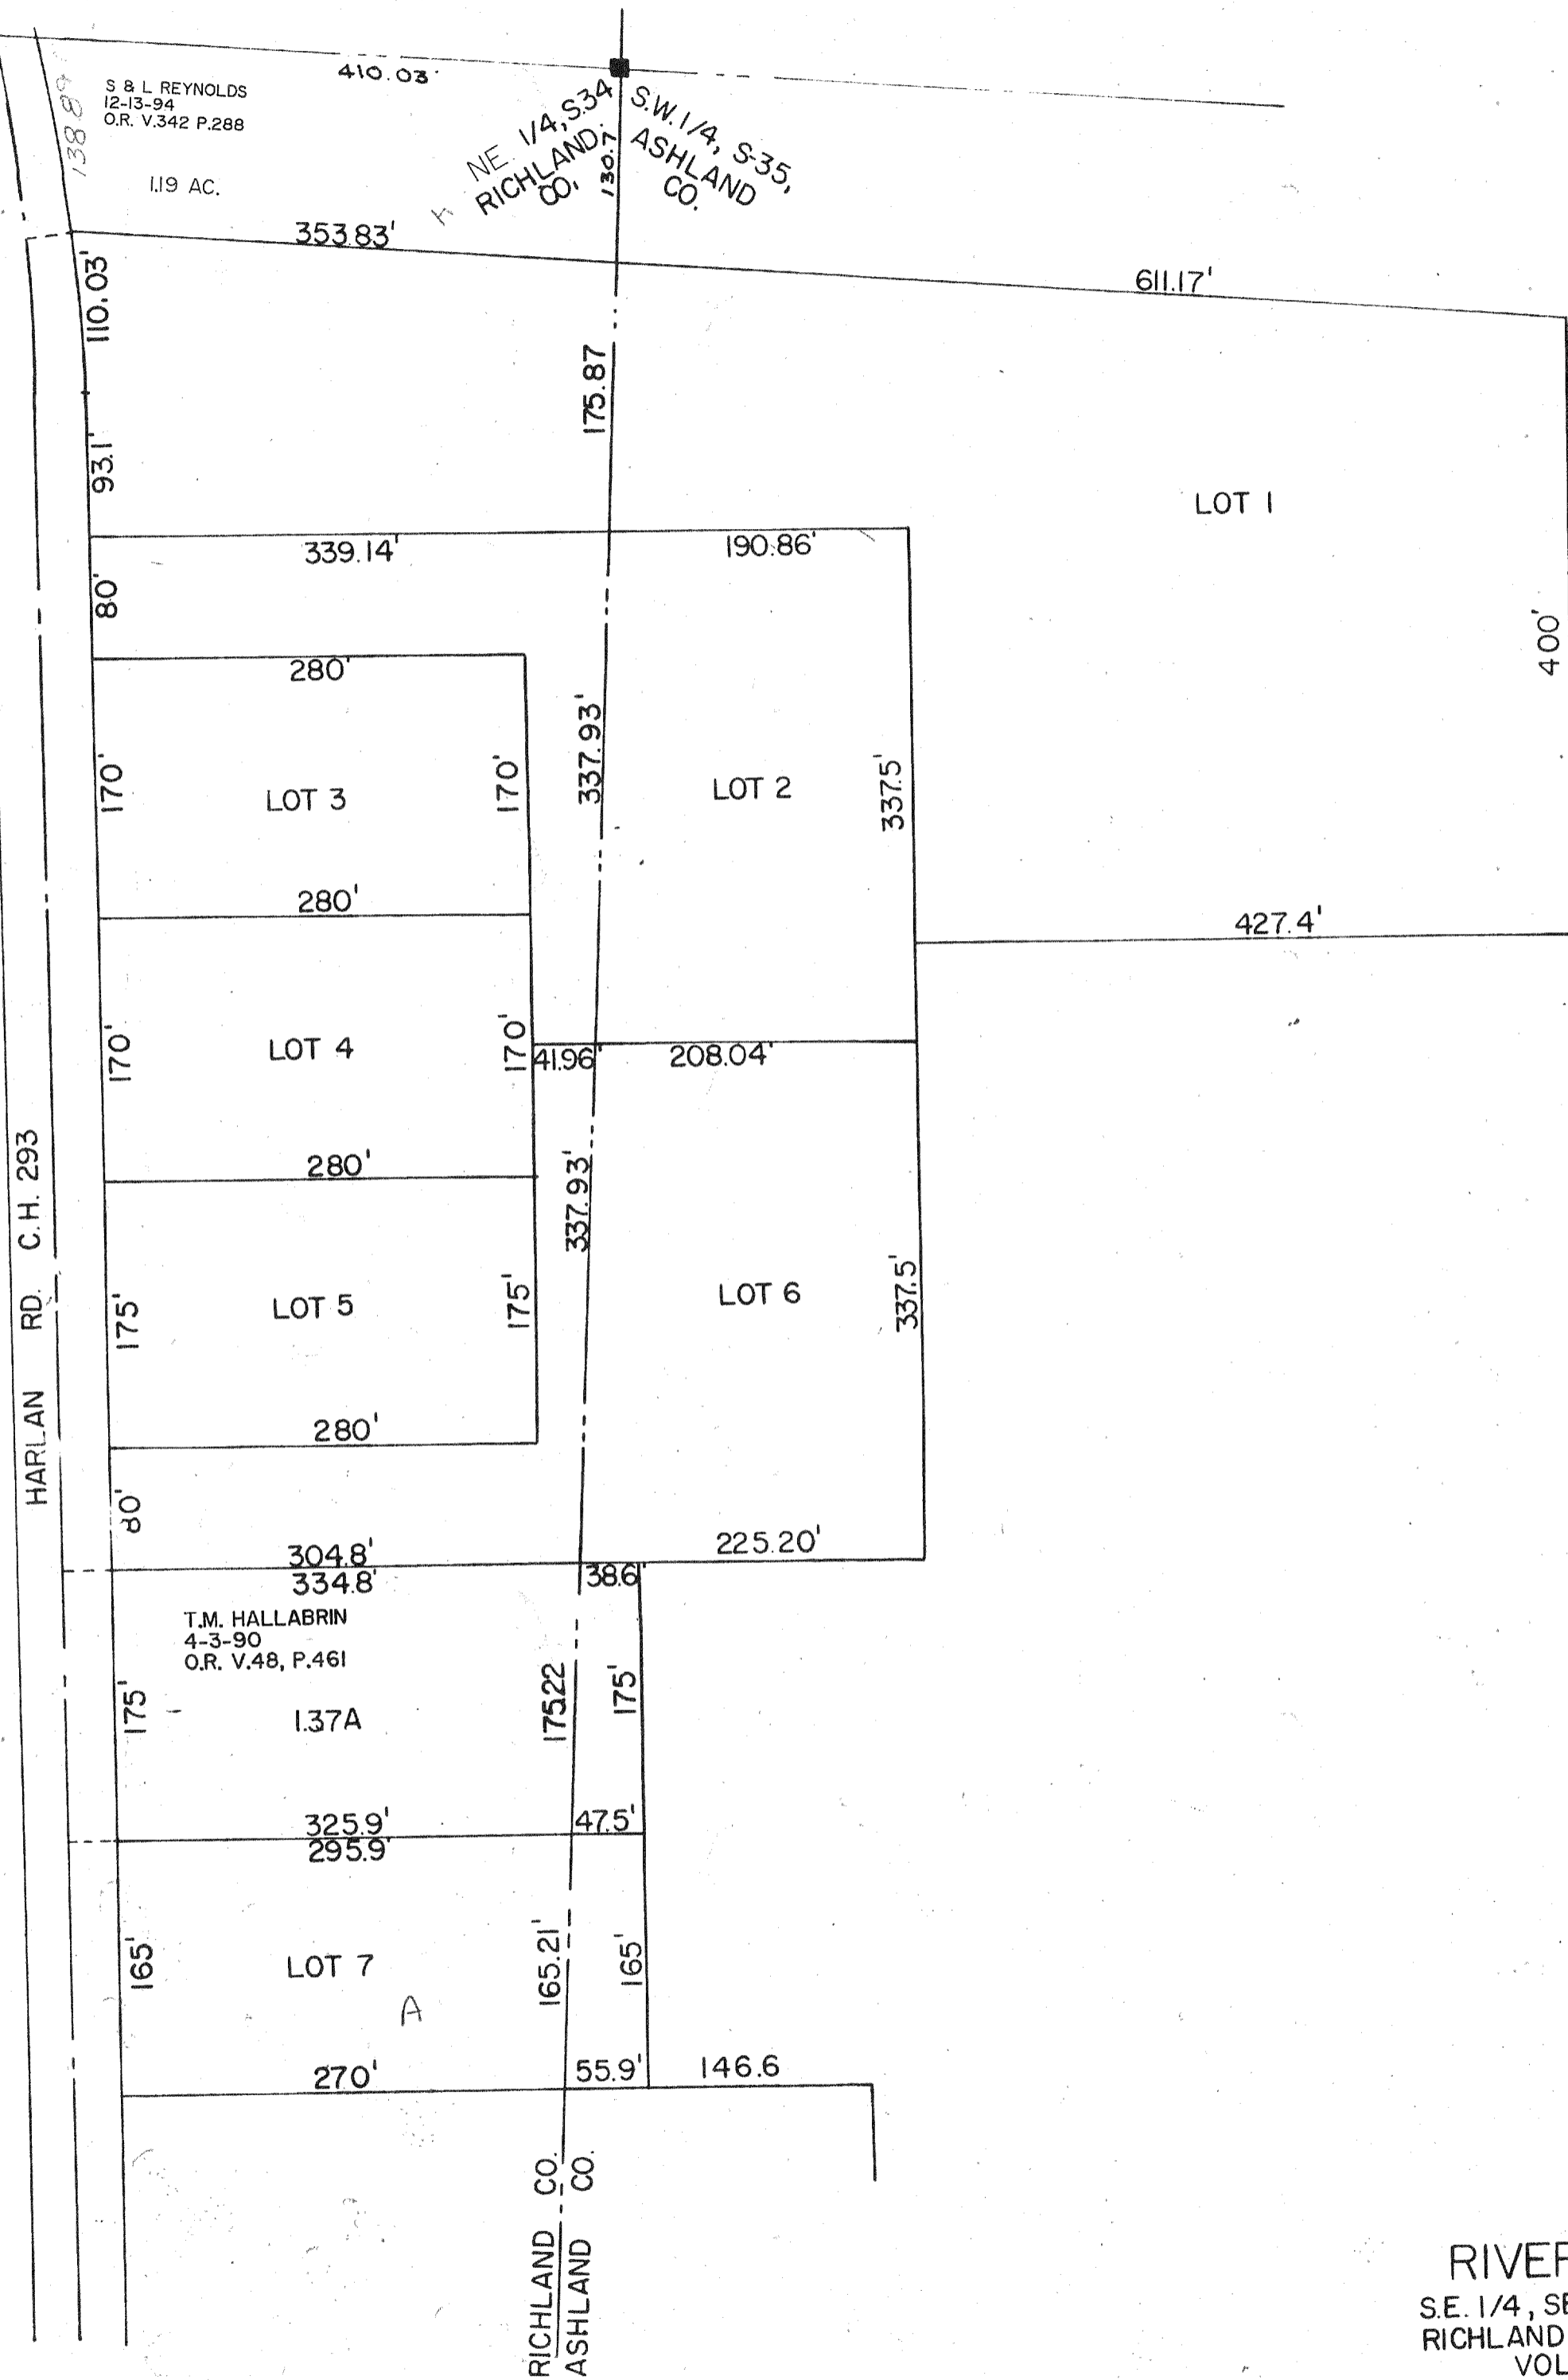 410.03'
138.89
S & L REYNOLDS
12-13-94
O.R. V.342 P.288
1.19 AC.
NE. 1/4, S.34
RICHLAND.
CO.
130.7
S.W. 1/4, S-35,
ASHLAND
CO.
353.83'
611.17'
110.03'
175.87
93.1'
LOT 1
339.14'
190.86'
80'
400'
280'
170'
LOT 3
170'
337.93'
LOT 2
337.5'
280'
427.4'
170'
LOT 4
170'
41.96'
208.04'
280'
HARLAN RD. C.H. 293
337.93'
175'
LOT 5
175'
LOT 6
337.5'
280'
80'
304.8'
225.20'
334.8'
38.6'
T.M. HALLABRIN
4-3-90
O.R. V.48, P.461
175'
1.37A
175.22
175'
325.9'
47.5'
295.9'
165'
LOT 7
A
165.21'
165'
270'
55.9'
146.6
RICHLAND CO.
ASHLAND CO.
RIVER
S.E. 1/4, SE
RICHLAND
VOL